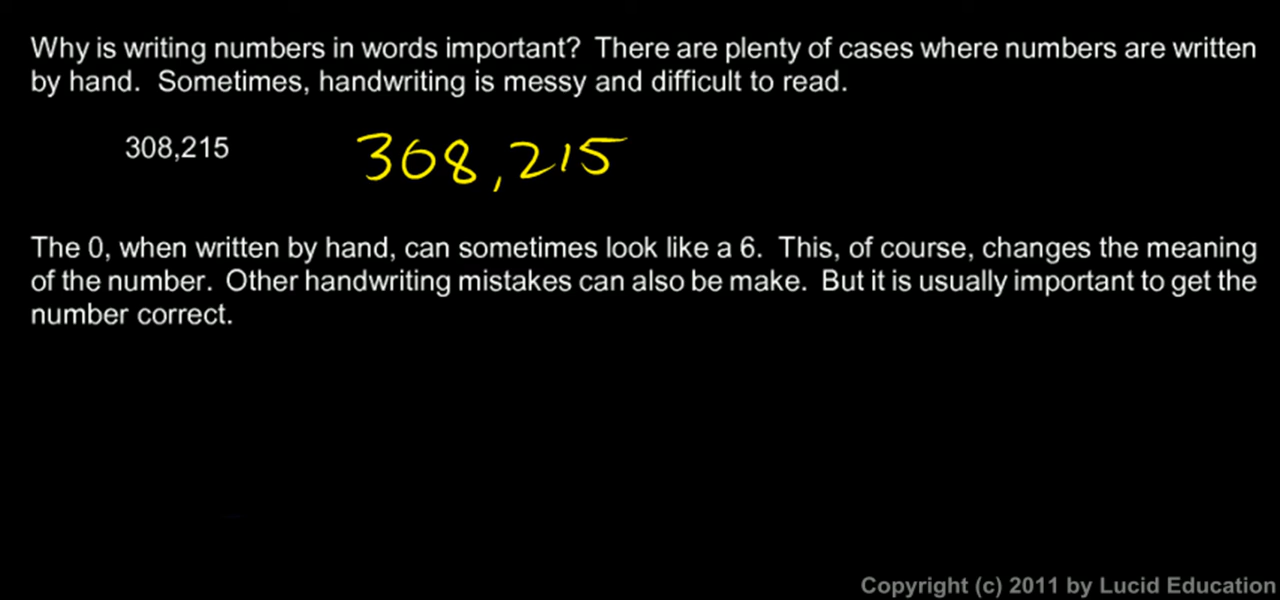 Why is writing numbers in words important? There are plenty of cases where numbers are written
by hand. Sometimes, handwriting is messy and difficult to read.
308,215 308,215
The 0, when written by hand, can sometimes look like a 6. This, of course, changes the meaning
of the number. Other handwriting mistakes can also be make. But it is usually important to get the
number correct.
Copyright (c) 2011 by Lucid Education